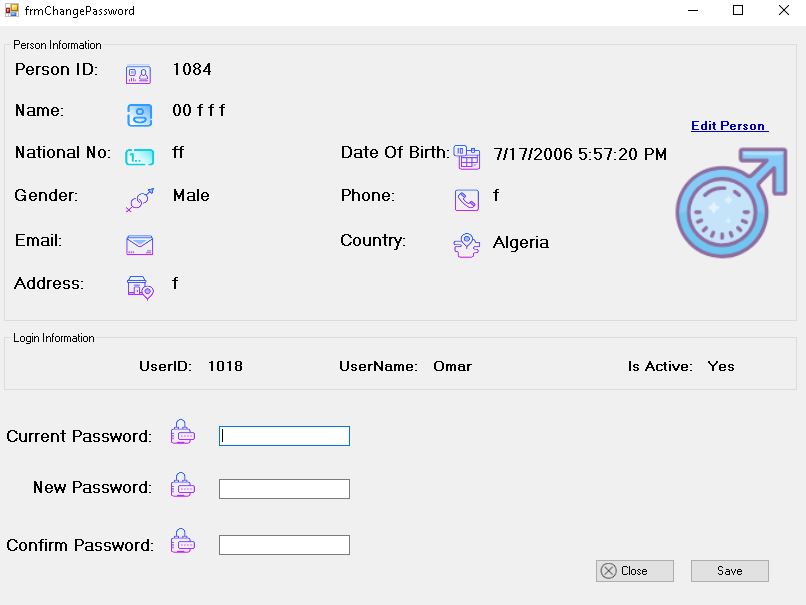 frmChangePassword
Person Information
Person ID: 1084
Name: 00 f f f
Edit Person
National No: 1.. ff Date Of Birth: 10 7/17/2006 5:57:20 PM
Gender: Male Phone: f
Email: Country: Algeria
Address: f
Login Information
UserID: 1018 UserName: Omar Is Active: Yes
Current Password:
New Password:
Confirm Password:
Close Save